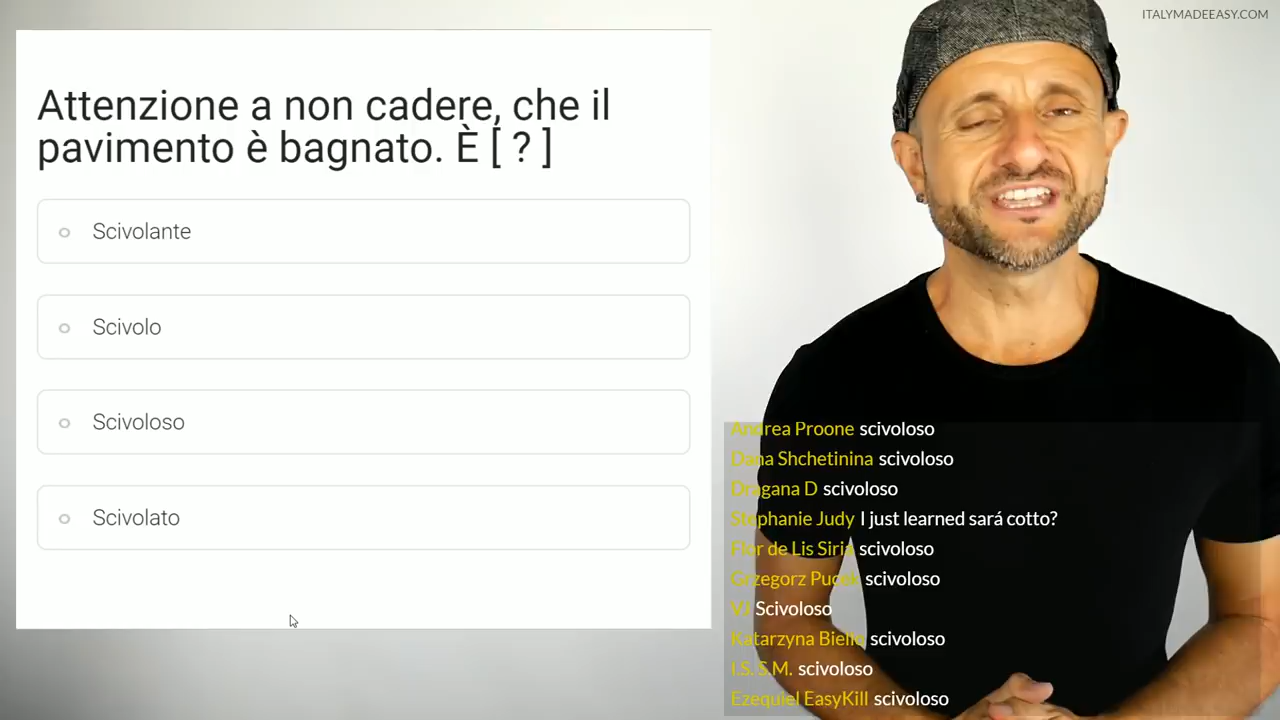 ITALYMADEEASY.COM
Attenzione a non cadere, che il
pavimento è bagnato. È [ ? ]
Scivolante
Scivolo
Scivoloso
Scivolato
Andrea Proone scivoloso
Dana Shchetinina scivoloso
Dragana D scivoloso
Stephanie Judy I just learned sará cotto?
Flor de Lis Siria scivoloso
Grzegorz Pucek scivoloso
VJ Scivoloso
Katarzyna Biello scivoloso
I.S. S.M. scivoloso
Ezequiel EasyKill scivoloso